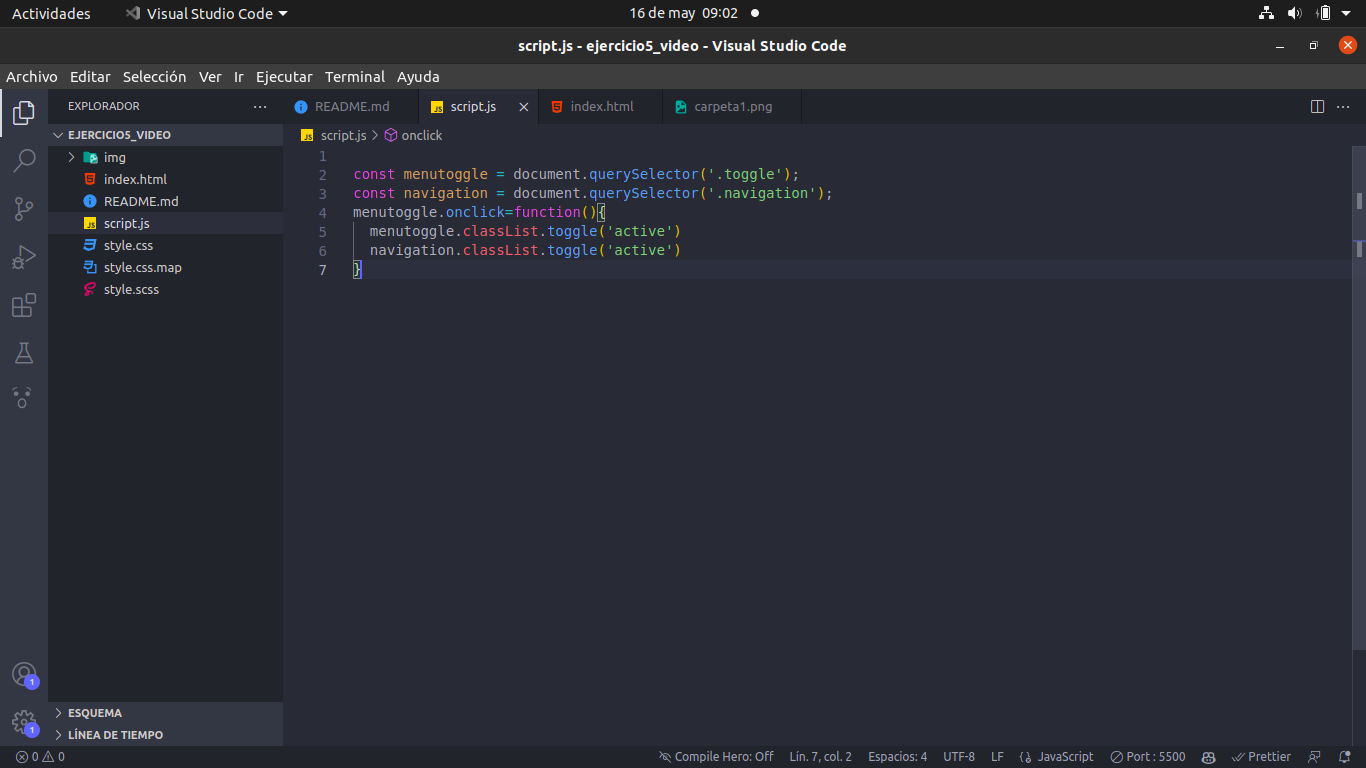 Actividades
Visual Studio Code
16 de may 09:02
script.js - ejercicio5_video - Visual Studio Code
Archivo Editar Selección Ver Ir Ejecutar Terminal Ayuda
EXPLORADOR
README.md
script.js
index.html
carpeta1.png
EJERCICIO5_VIDEO
img
index.html
README.md
script.js
style.css
style.css.map
style.scss
script.js > onclick
1
2 const menutoggle = document.querySelector('.toggle');
3 const navigation = document.querySelector('.navigation');
4 menutoggle.onclick=function(){
5 menutoggle.classList.toggle('active')
6 navigation.classList.toggle('active')
7 }
1
1
ESQUEMA
LÍNEA DE TIEMPO
0 0
Compile Hero: Off
Lín. 7, col. 2
Espacios: 4
UTF-8
LF
JavaScript
Port : 5500
Prettier